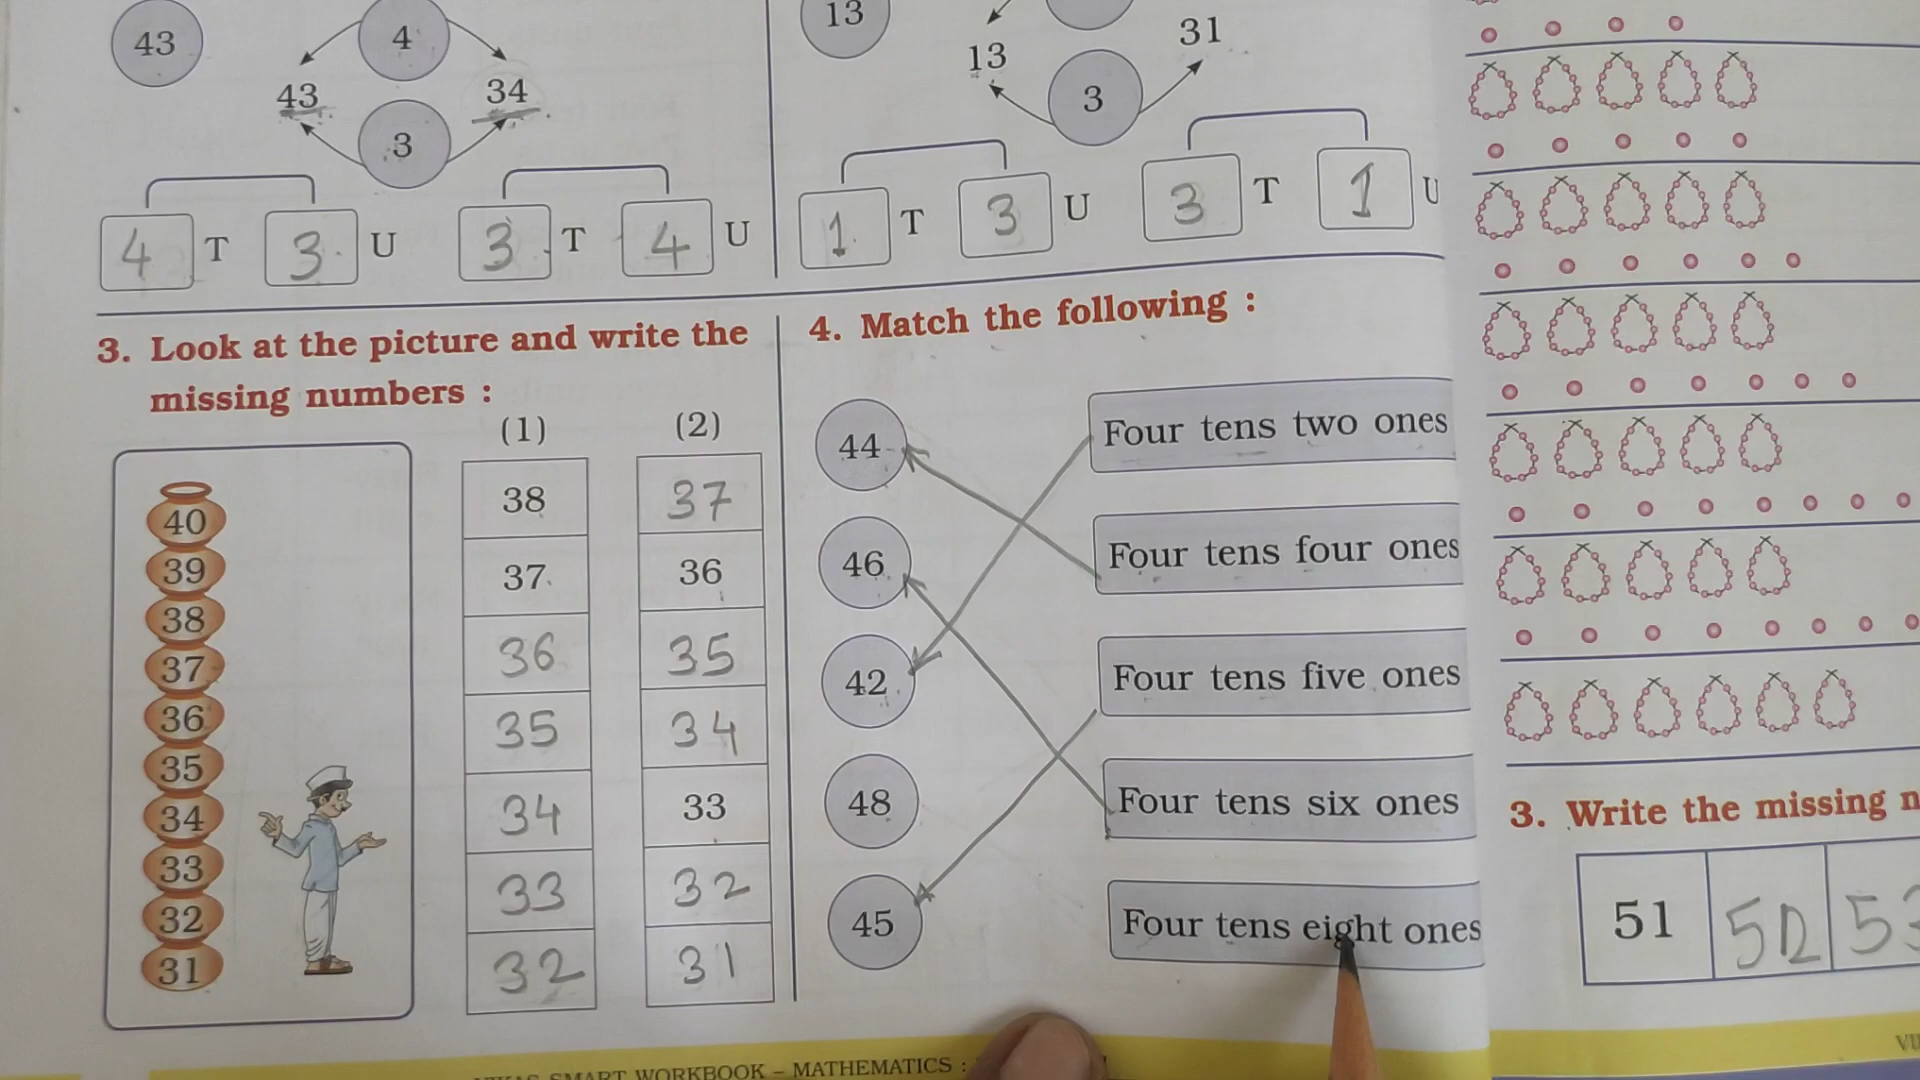 43
4
43
34
3
4 T 3 U
3 T 4 U
13
13
31
3
1 T 3 U
3 T 1 U
3. Look at the picture and write the
missing numbers :
40
39
38
37
36
35
34
33
32
31
(1)
38
37
36
35
34
33
32
(2)
37
36
35
34
33
32
31
4. Match the following :
44
46
42
48
45
Four tens two ones
Four tens four ones
Four tens five ones
Four tens six ones
Four tens eight ones
SMART WORKBOOK – MATHEMATICS :
3. Write the missing
51 52 53